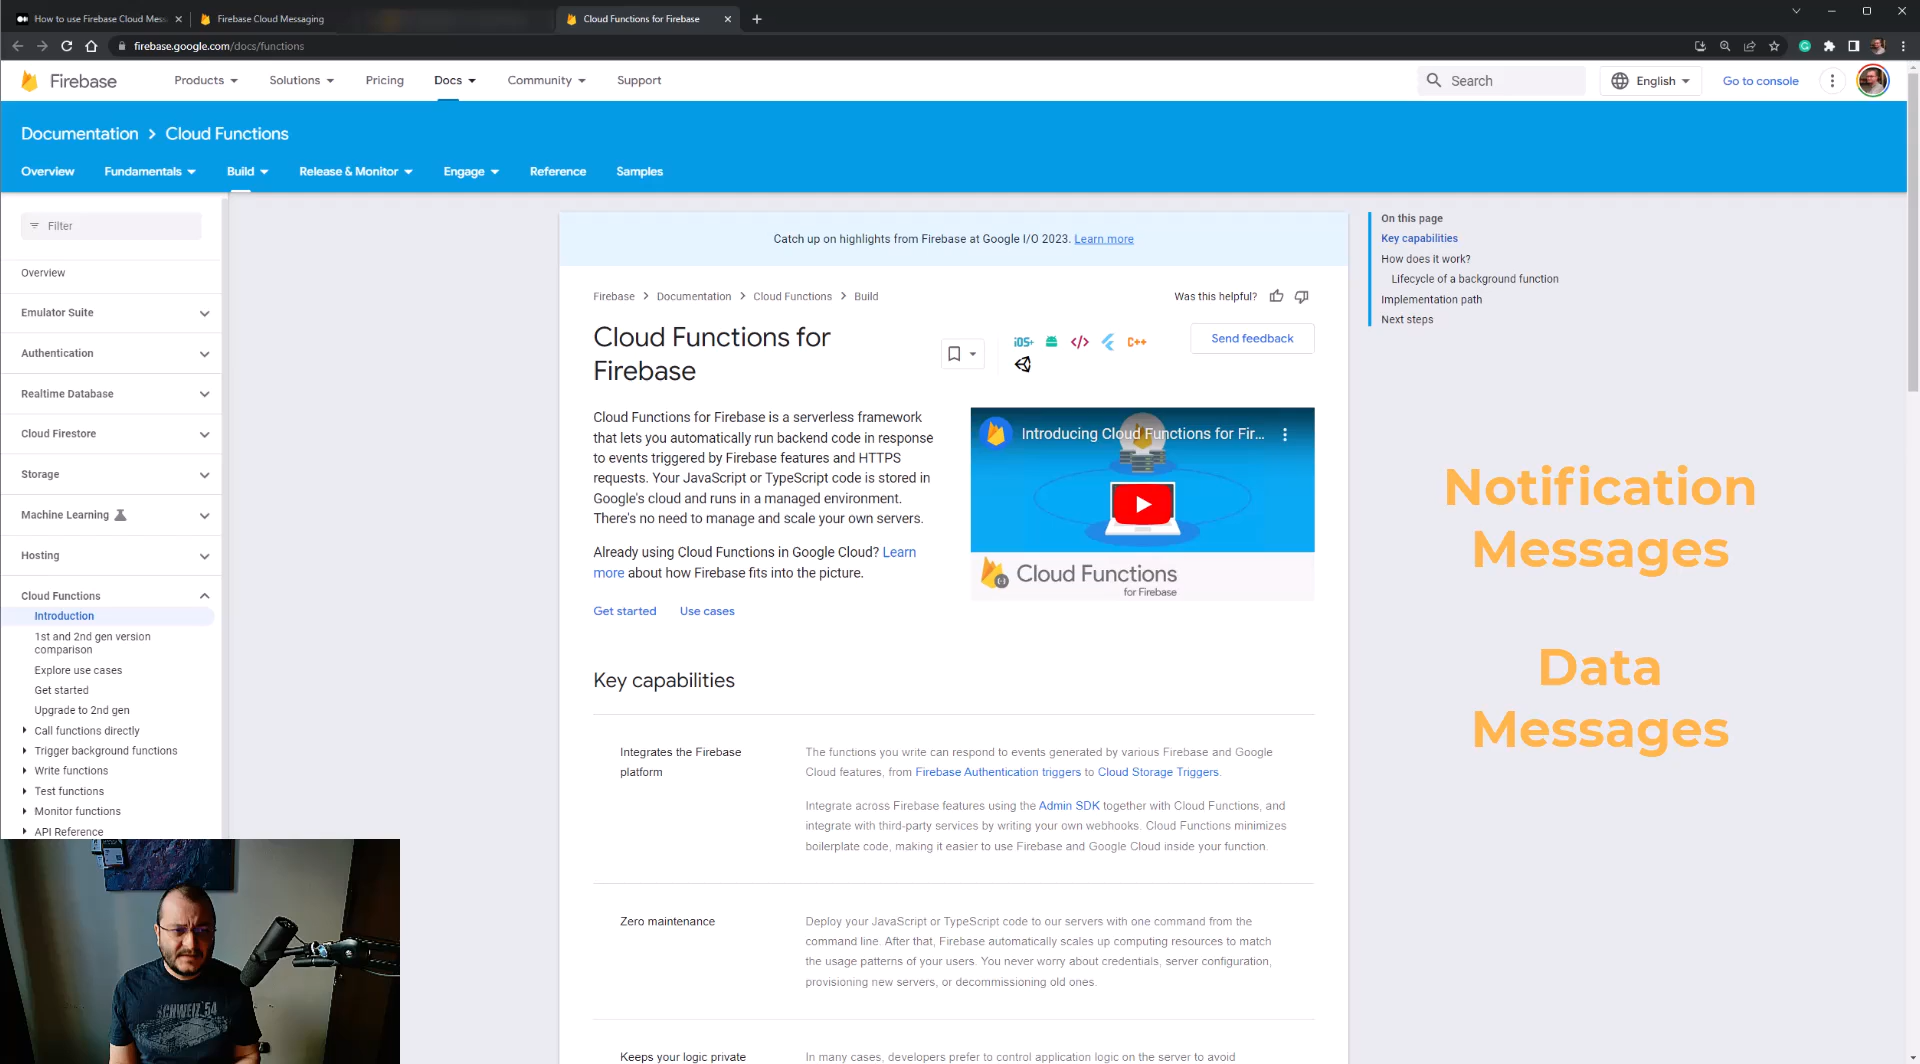 How to use Firebase Cloud Mess
Firebase Cloud Messaging
Cloud Functions for Firebase
firebase.google.com/docs/functions
Firebase
Products
Solutions
Pricing
Docs
Community
Support
Search
English
Go to console
Documentation > Cloud Functions
Overview
Fundamentals
Build
Release & Monitor
Engage
Reference
Samples
Filter
Overview
Emulator Suite
Authentication
Realtime Database
Cloud Firestore
Storage
Machine Learning
Hosting
Cloud Functions
Introduction
1st and 2nd gen version
comparison
Explore use cases
Get started
Upgrade to 2nd gen
Call functions directly
Trigger background functions
Write functions
Test functions
Monitor functions
API Reference
Catch up on highlights from Firebase at Google I/O 2023. Learn more
Firebase > Documentation > Cloud Functions > Build
Was this helpful?
Cloud Functions for
Firebase
iOS+
</>
C++
Send feedback
Cloud Functions for Firebase is a serverless framework
that lets you automatically run backend code in response
to events triggered by Firebase features and HTTPS
requests. Your JavaScript or TypeScript code is stored in
Google's cloud and runs in a managed environment.
There's no need to manage and scale your own servers.
Already using Cloud Functions in Google Cloud? Learn
more about how Firebase fits into the picture.
Get started
Use cases
Introducing Cloud Functions for Fir...
Cloud Functions
for Firebase
Key capabilities
Integrates the Firebase
platform
The functions you write can respond to events generated by various Firebase and Google
Cloud features, from Firebase Authentication triggers to Cloud Storage Triggers.
Integrate across Firebase features using the Admin SDK together with Cloud Functions, and
integrate with third-party services by writing your own webhooks. Cloud Functions minimizes
boilerplate code, making it easier to use Firebase and Google Cloud inside your function.
Zero maintenance
Deploy your JavaScript or TypeScript code to our servers with one command from the
command line. After that, Firebase automatically scales up computing resources to match
the usage patterns of your users. You never worry about credentials, server configuration,
provisioning new servers, or decommissioning old ones.
Keeps your logic private
In many cases, developers prefer to control application logic on the server to avoid
On this page
Key capabilities
How does it work?
Lifecycle of a background function
Implementation path
Next steps
Notification
Messages
Data
Messages